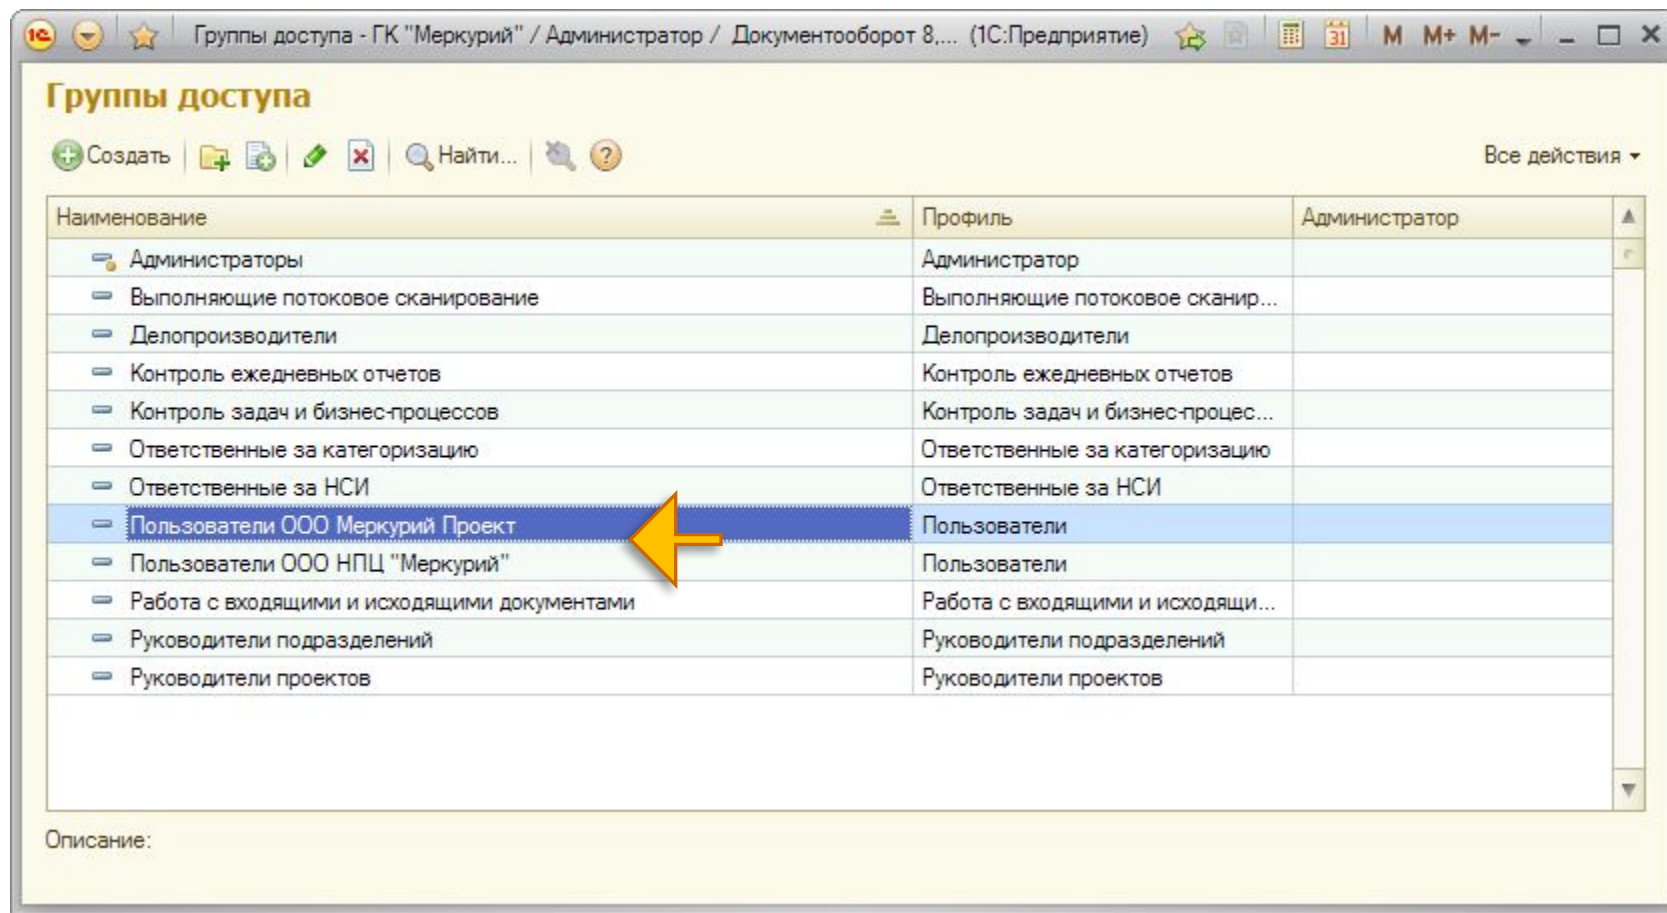 1С Группы доступа - ГК "Меркурий" / Администратор / Документооборот 8,... (1С:Предприятие) 31 M M+ M-
Группы доступа
Создать Найти... ? Все действия
Наименование Профиль Администратор
Администраторы Администратор
Выполняющие потоковое сканирование Выполняющие потоковое сканир...
Делопроизводители Делопроизводители
Контроль ежедневных отчетов Контроль ежедневных отчетов
Контроль задач и бизнес-процессов Контроль задач и бизнес-процес...
Ответственные за категоризацию Ответственные за категоризацию
Ответственные за НСИ Ответственные за НСИ
Пользователи ООО Меркурий Проект Пользователи
Пользователи ООО НПЦ "Меркурий" Пользователи
Работа с входящими и исходящими документами Работа с входящими и исходящи...
Руководители подразделений Руководители подразделений
Руководители проектов Руководители проектов
Описание: